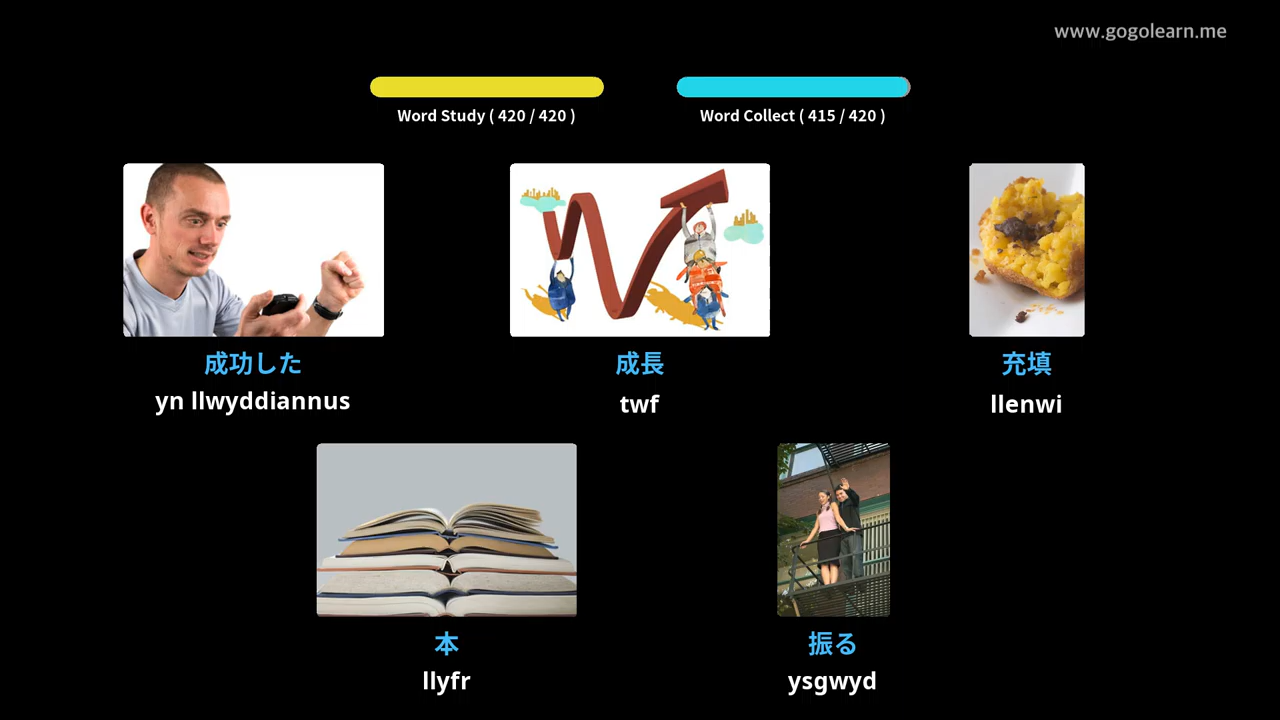 www.gogolearn.me
Word Study ( 420 / 420 )
Word Collect ( 415 / 420 )
成功した
yn llwyddiannus
成長
twf
充填
llenwi
本
llyfr
振る
ysgwyd